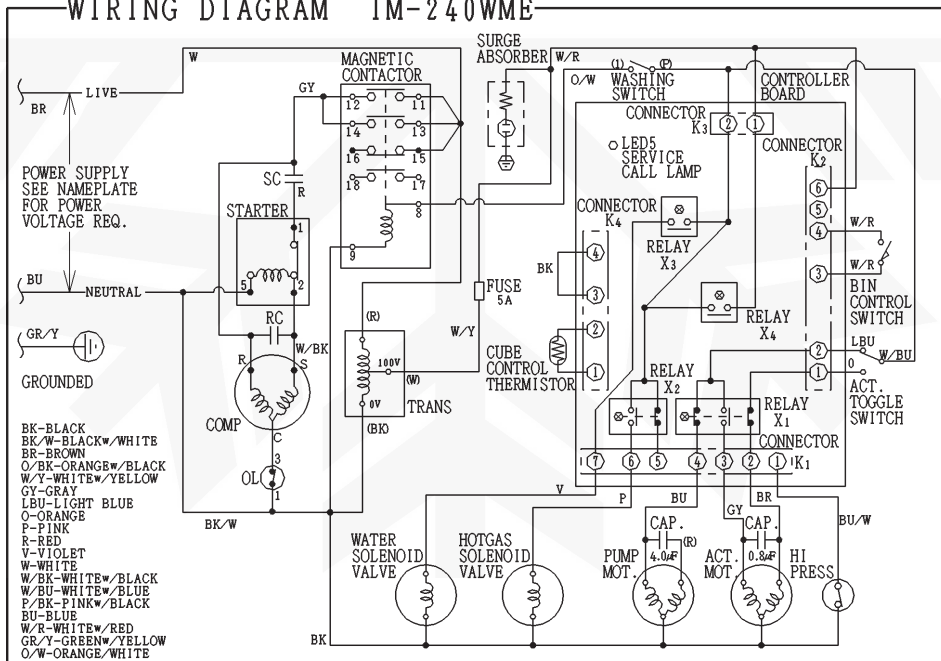 WIRING DIAGRAM IM-240WME
W
LIVE
BR
POWER SUPPLY
SEE NAMEPLATE
FOR POWER
VOLTAGE REQ.
BU
NEUTRAL
GR/Y
GROUNDED
BK-BLACK
BK/W-BLACKw/WHITE
BR-BROWN
O/BK-ORANGEw/BLACK
W/Y-WHITEw/YELLOW
GY-GRAY
LBU-LIGHT BLUE
O-ORANGE
P-PINK
R-RED
V-VIOLET
W-WHITE
W/BK-WHITEw/BLACK
W/BU-WHITEw/BLUE
P/BK-PINKw/BLACK
BU-BLUE
W/R-WHITEw/RED
GR/Y-GREENw/YELLOW
O/W-ORANGE/WHITE
MAGNETIC
CONTACTOR
GY
12 11
14 13
16 15
18 17
8
9
SC
R
STARTER
1
5 2
RC
W/BK
R S
COMP
C
3
OL
1
BK/W
BK
(R)
100V
(W)
0V
TRANS
(BK)
FUSE
5A
W/Y
SURGE
ABSORBER
W/R
O/W
(1) (P)
WASHING
SWITCH
CONTROLLER
BOARD
CONNECTOR
K3
2 1
LED5
SERVICE
CALL LAMP
CONNECTOR
K2
6
5
4
3
2
1
W/R
W/R
BIN
CONTROL
SWITCH
LBU
W/BU
O
ACT.
TOGGLE
SWITCH
CONNECTOR
K4
4
3
2
1
BK
CUBE
CONTROL
THERMISTOR
RELAY
X3
RELAY
X4
RELAY
X2
RELAY
X1
CONNECTOR
K1
7 6 5 4 3 2 1
V
P
BU
GY
BR
BU/W
WATER
SOLENOID
VALVE
HOTGAS
SOLENOID
VALVE
CAP.
(R)
4.0μF
PUMP
MOT.
CAP.
0.8μF
ACT.
MOT.
HI
PRESS